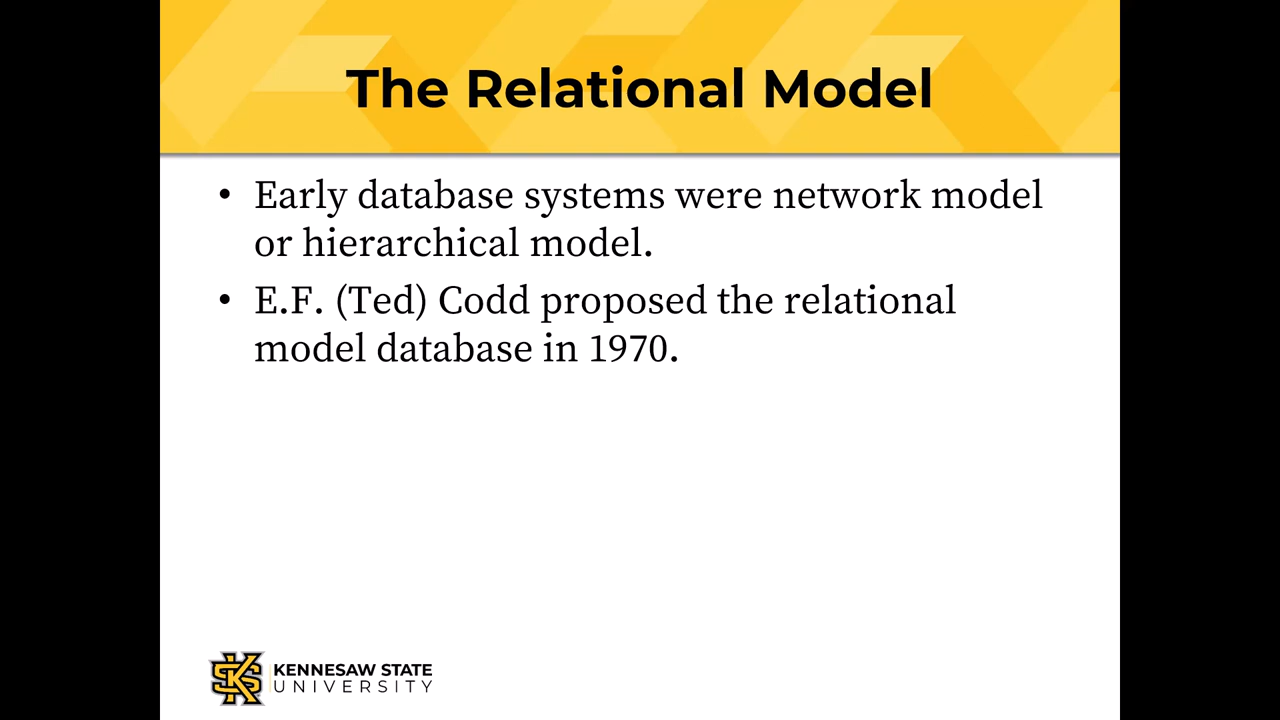 The Relational Model
• Early database systems were network model
or hierarchical model.
• E.F. (Ted) Codd proposed the relational
model database in 1970.
KS
KENNESAW STATE
UNIVERSITY